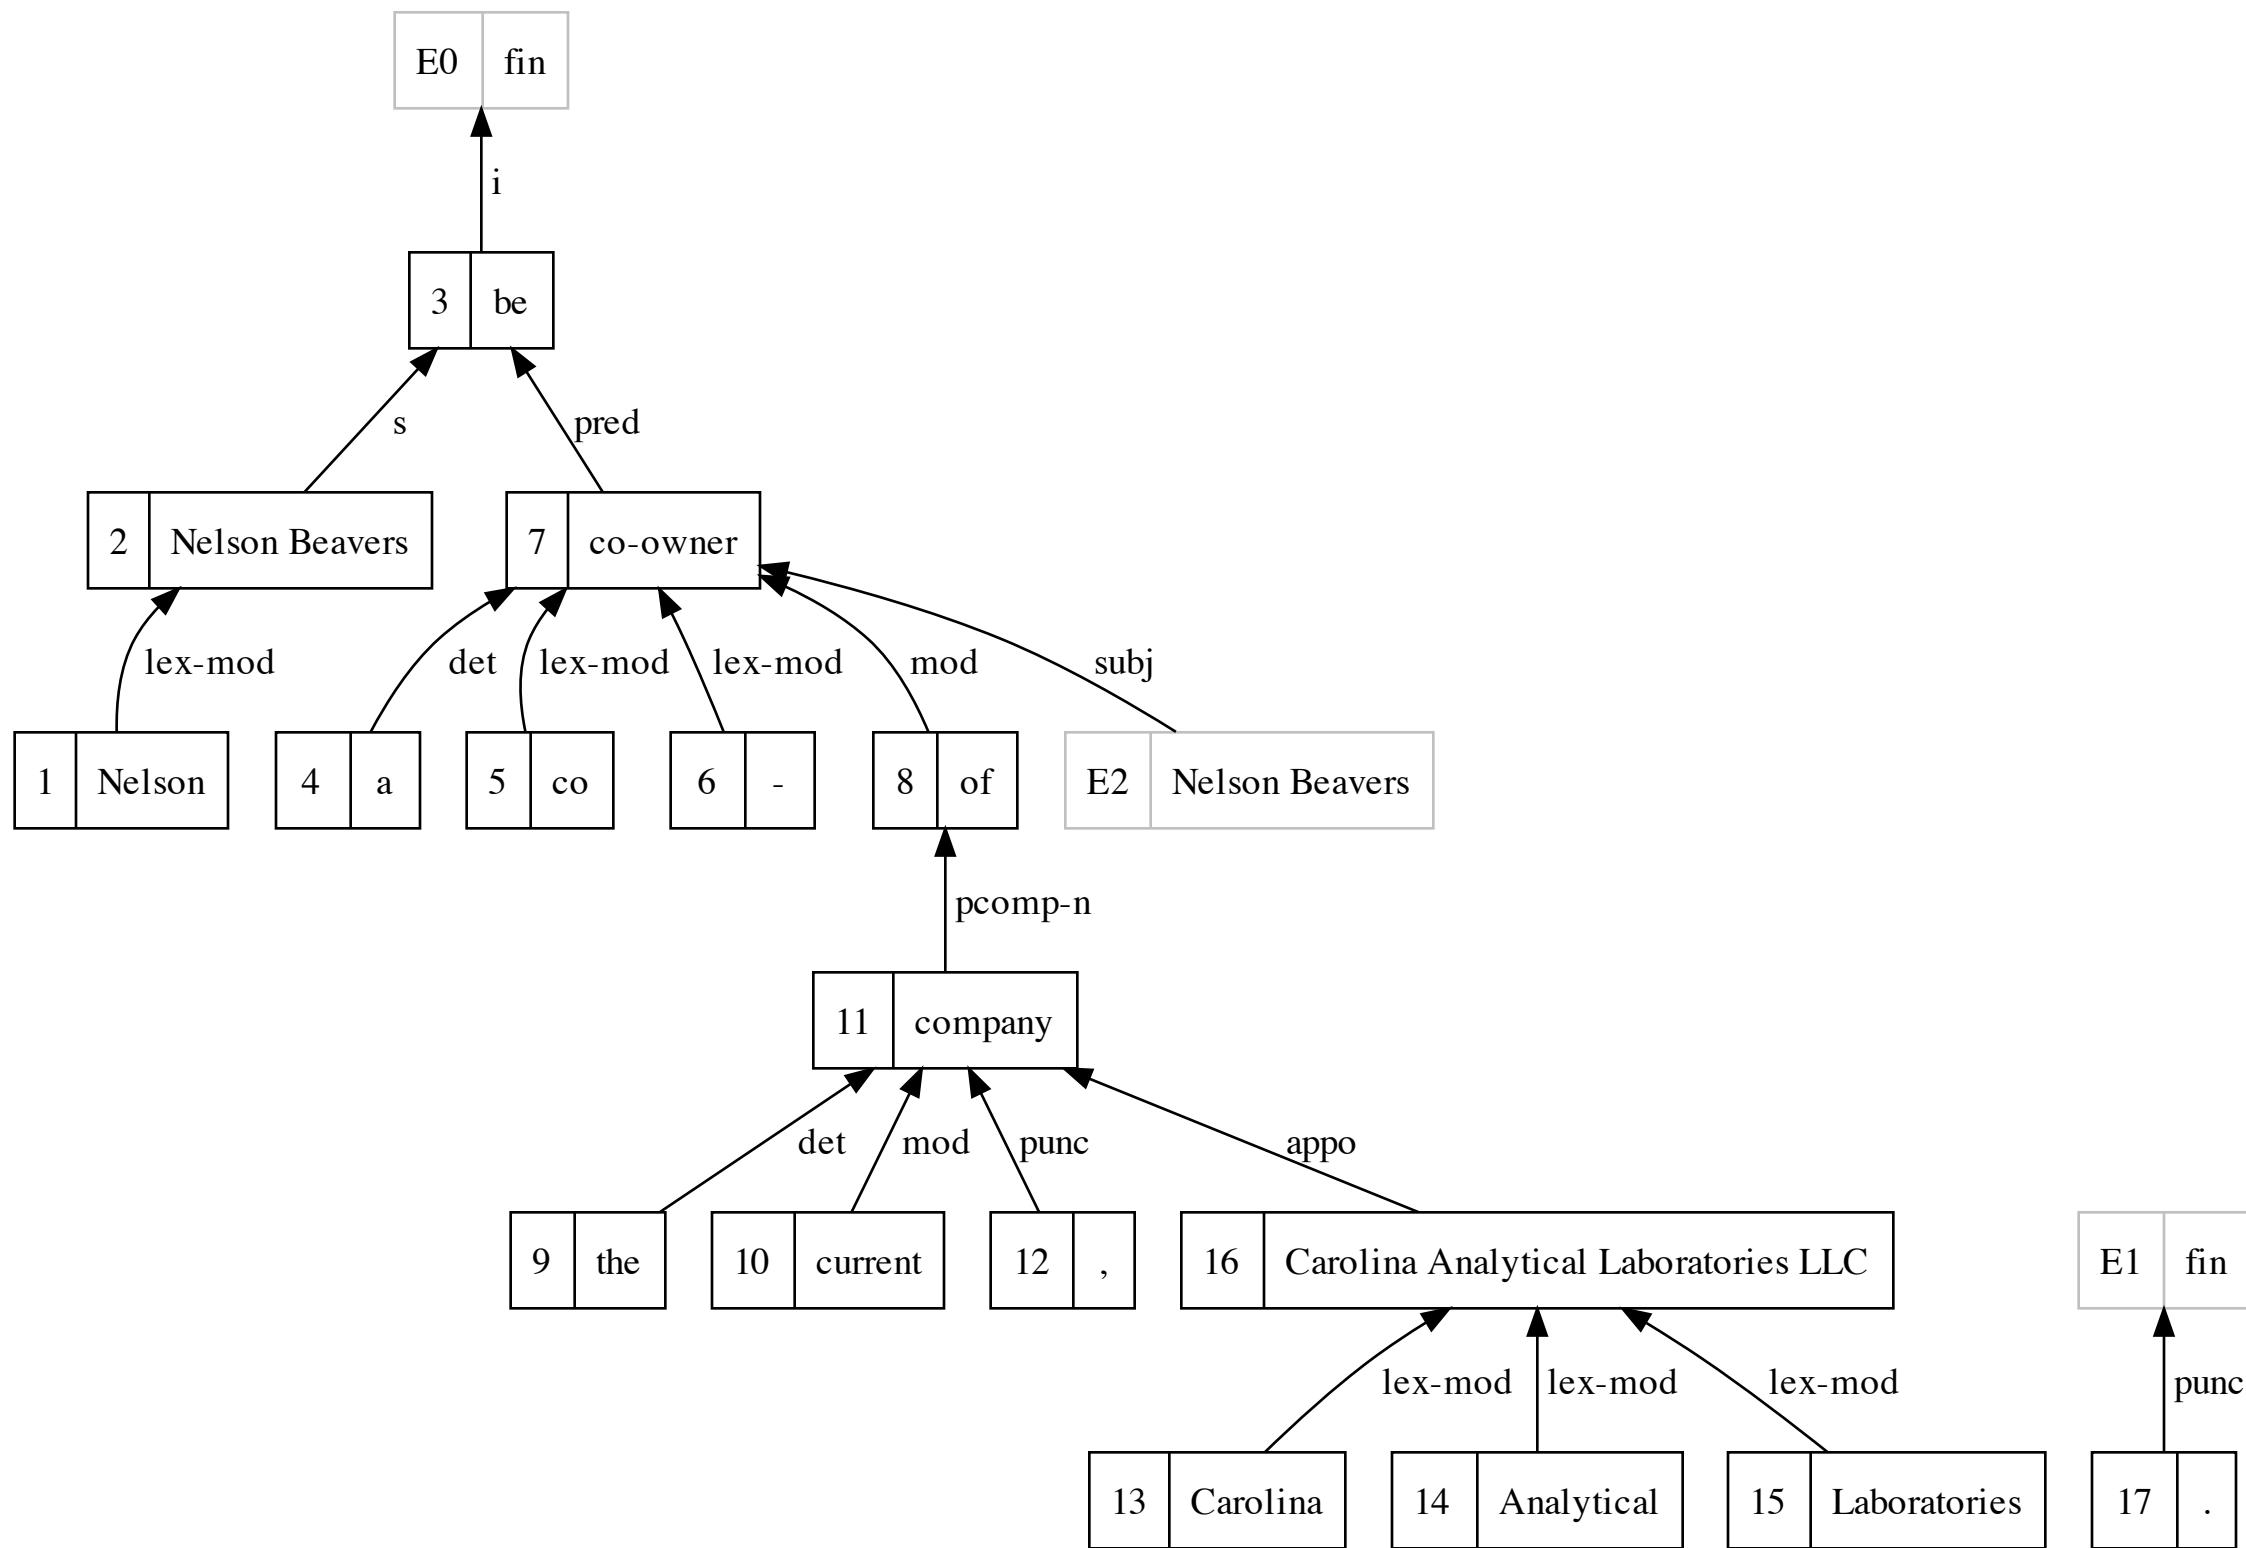 E0 fin
i
3 be
s pred
2 Nelson Beavers 7 co-owner
lex-mod det lex-mod lex-mod mod subj
1 Nelson 4 a 5 co 6 - 8 of E2 Nelson Beavers
pcomp-n
11 company
det mod punc appo
9 the 10 current 12 , 16 Carolina Analytical Laboratories LLC E1 fin
lex-mod lex-mod lex-mod punc
13 Carolina 14 Analytical 15 Laboratories 17 .